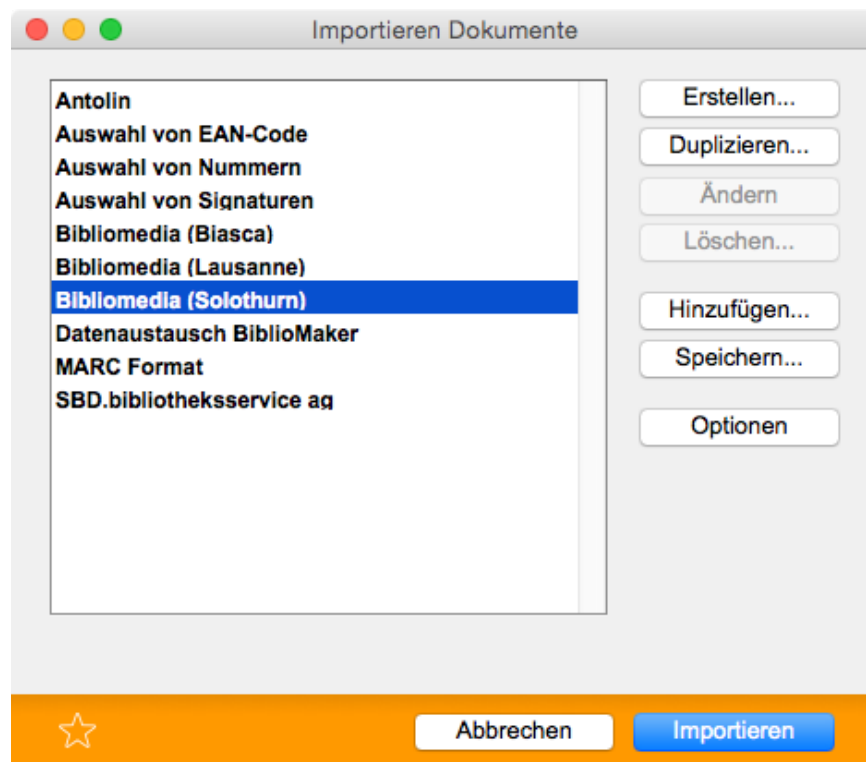 Importieren Dokumente
Antolin
Auswahl von EAN-Code
Auswahl von Nummern
Auswahl von Signaturen
Bibliomedia (Biasca)
Bibliomedia (Lausanne)
Bibliomedia (Solothurn)
Datenaustausch BiblioMaker
MARC Format
SBD.bibliotheksservice ag
Erstellen...
Duplizieren...
Ändern
Löschen...
Hinzufügen...
Speichern...
Optionen
Abbrechen
Importieren